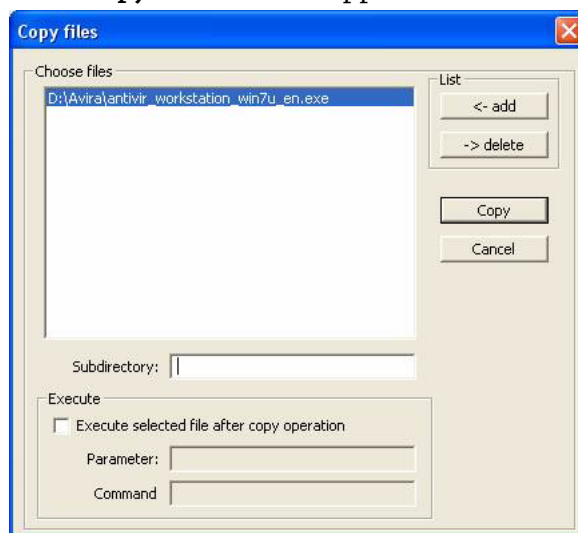 Copy files
Choose files
D:\Avira\antivir_workstation_win7u_en.exe
List
<- add
-> delete
Copy
Cancel
Subdirectory:
Execute
Execute selected file after copy operation
Parameter:
Command